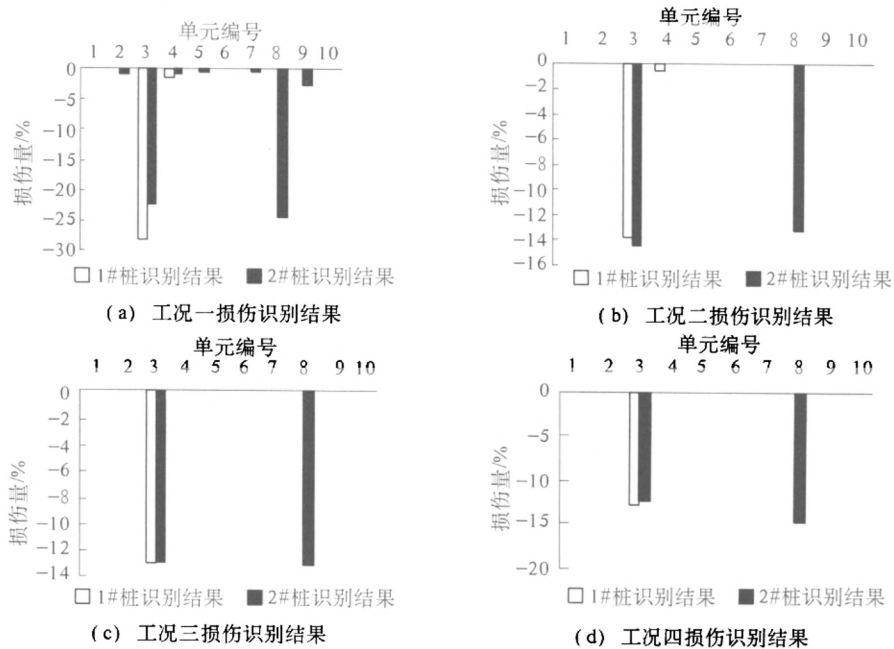 单元编号
1 2 3 4 5 6 7 8 9 10
0
−5
−10
−15
−20
−25
−30
损伤量/%
1#桩识别结果 2#桩识别结果
(a) 工况一损伤识别结果
单元编号
1 2 3 4 5 6 7 8 9 10
0
−2
−4
−6
−8
−10
−12
−14
−16
损伤量/%
1#桩识别结果 2#桩识别结果
(b) 工况二损伤识别结果
单元编号
1 2 3 4 5 6 7 8 9 10
0
−2
−4
−6
−8
−10
−12
−14
损伤量/%
1#桩识别结果 2#桩识别结果
(c) 工况三损伤识别结果
单元编号
1 2 3 4 5 6 7 8 9 10
0
−5
−10
−15
−20
损伤量/%
1#桩识别结果 2#桩识别结果
(d) 工况四损伤识别结果